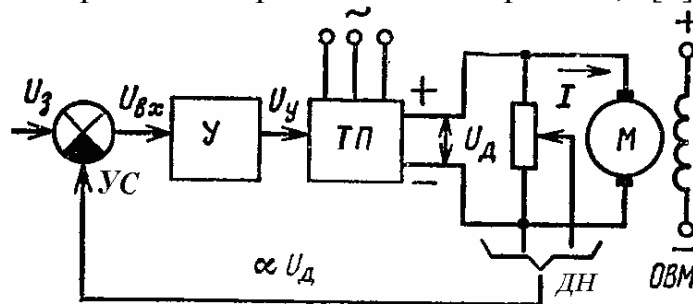 ~
+
U_з
U_вх
У
U_у
ТП
+
U_Д
−
I
М
УС
∝ U_Д
ДН
−
ОВМ